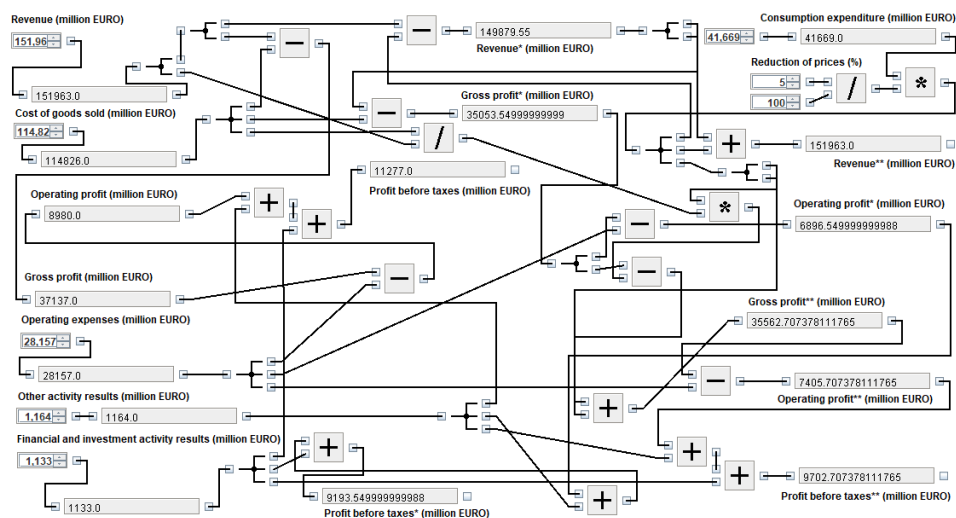 Revenue (million EURO)
151,96
151963.0
Cost of goods sold (million EURO)
114,82
114826.0
Operating profit (million EURO)
8980.0
Gross profit (million EURO)
37137.0
Operating expenses (million EURO)
28,157
28157.0
Other activity results (million EURO)
1,164
1164.0
Financial and investment activity results (million EURO)
1,133
1133.0
−
−
149879.55
Revenue* (million EURO)
Gross profit* (million EURO)
−
35053.54999999999
/
11277.0
Profit before taxes (million EURO)
+
+
−
Consumption expenditure (million EURO)
41,669
41669.0
Reduction of prices (%)
5
100
/
*
+
151963.0
Revenue** (million EURO)
*
Operating profit* (million EURO)
−
6896.549999999988
−
Gross profit** (million EURO)
35562.707378111765
−
7405.707378111765
Operating profit** (million EURO)
+
+
+
9702.707378111765
Profit before taxes** (million EURO)
+
9193.549999999988
Profit before taxes* (million EURO)
+